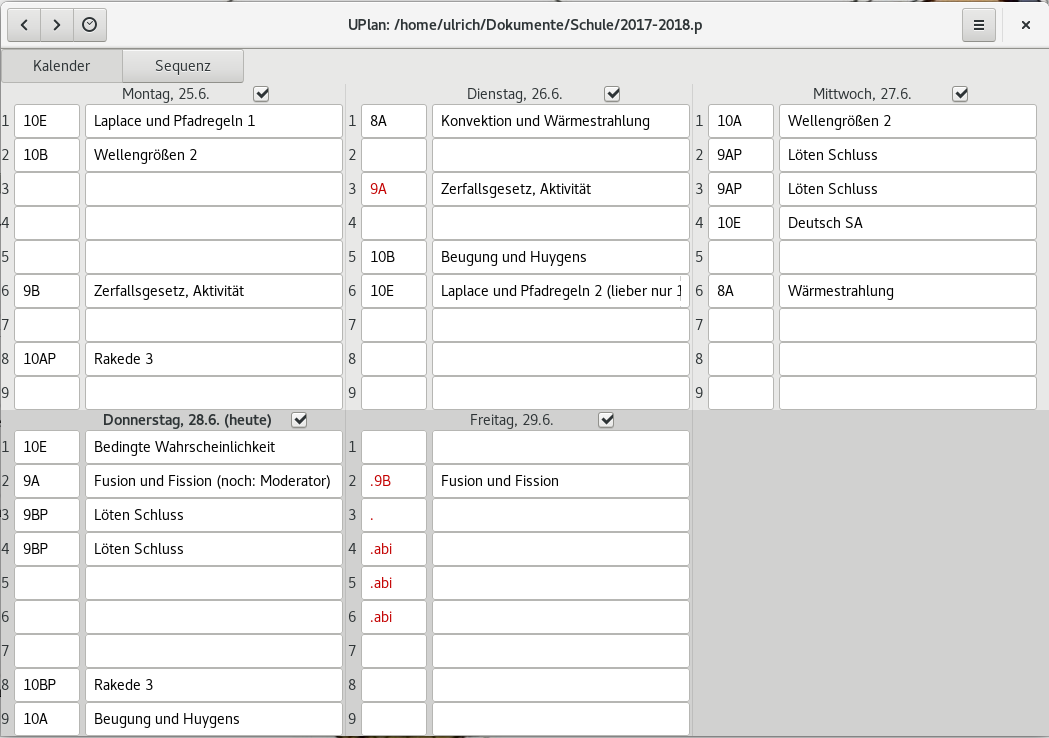 UPlan: /home/ulrich/Dokumente/Schule/2017-2018.p
Kalender Sequenz
Montag, 25.6.
1 10E Laplace und Pfadregeln 1
2 10B Wellengrößen 2
3
4
5
6 9B Zerfallsgesetz, Aktivität
7
8 10AP Rakede 3
9
Dienstag, 26.6.
1 8A Konvektion und Wärmestrahlung
2
3 9A Zerfallsgesetz, Aktivität
4
5 10B Beugung und Huygens
6 10E Laplace und Pfadregeln 2 (lieber nur 1
7
8
9
Mittwoch, 27.6.
1 10A Wellengrößen 2
2 9AP Löten Schluss
3 9AP Löten Schluss
4 10E Deutsch SA
5
6 8A Wärmestrahlung
7
8
9
Donnerstag, 28.6. (heute)
1 10E Bedingte Wahrscheinlichkeit
2 9A Fusion und Fission (noch: Moderator)
3 9BP Löten Schluss
4 9BP Löten Schluss
5
6
7
8 10BP Rakede 3
9 10A Beugung und Huygens
Freitag, 29.6.
1
2 .9B Fusion und Fission
3 .
4 .abi
5 .abi
6 .abi
7
8
9